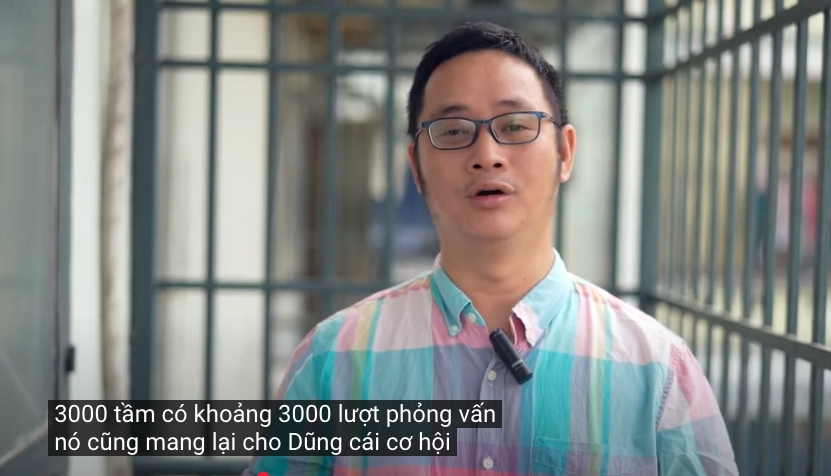 3000 tầm có khoảng 3000 lượt phỏng vấn
nó cũng mang lại cho Dũng cái cơ hội